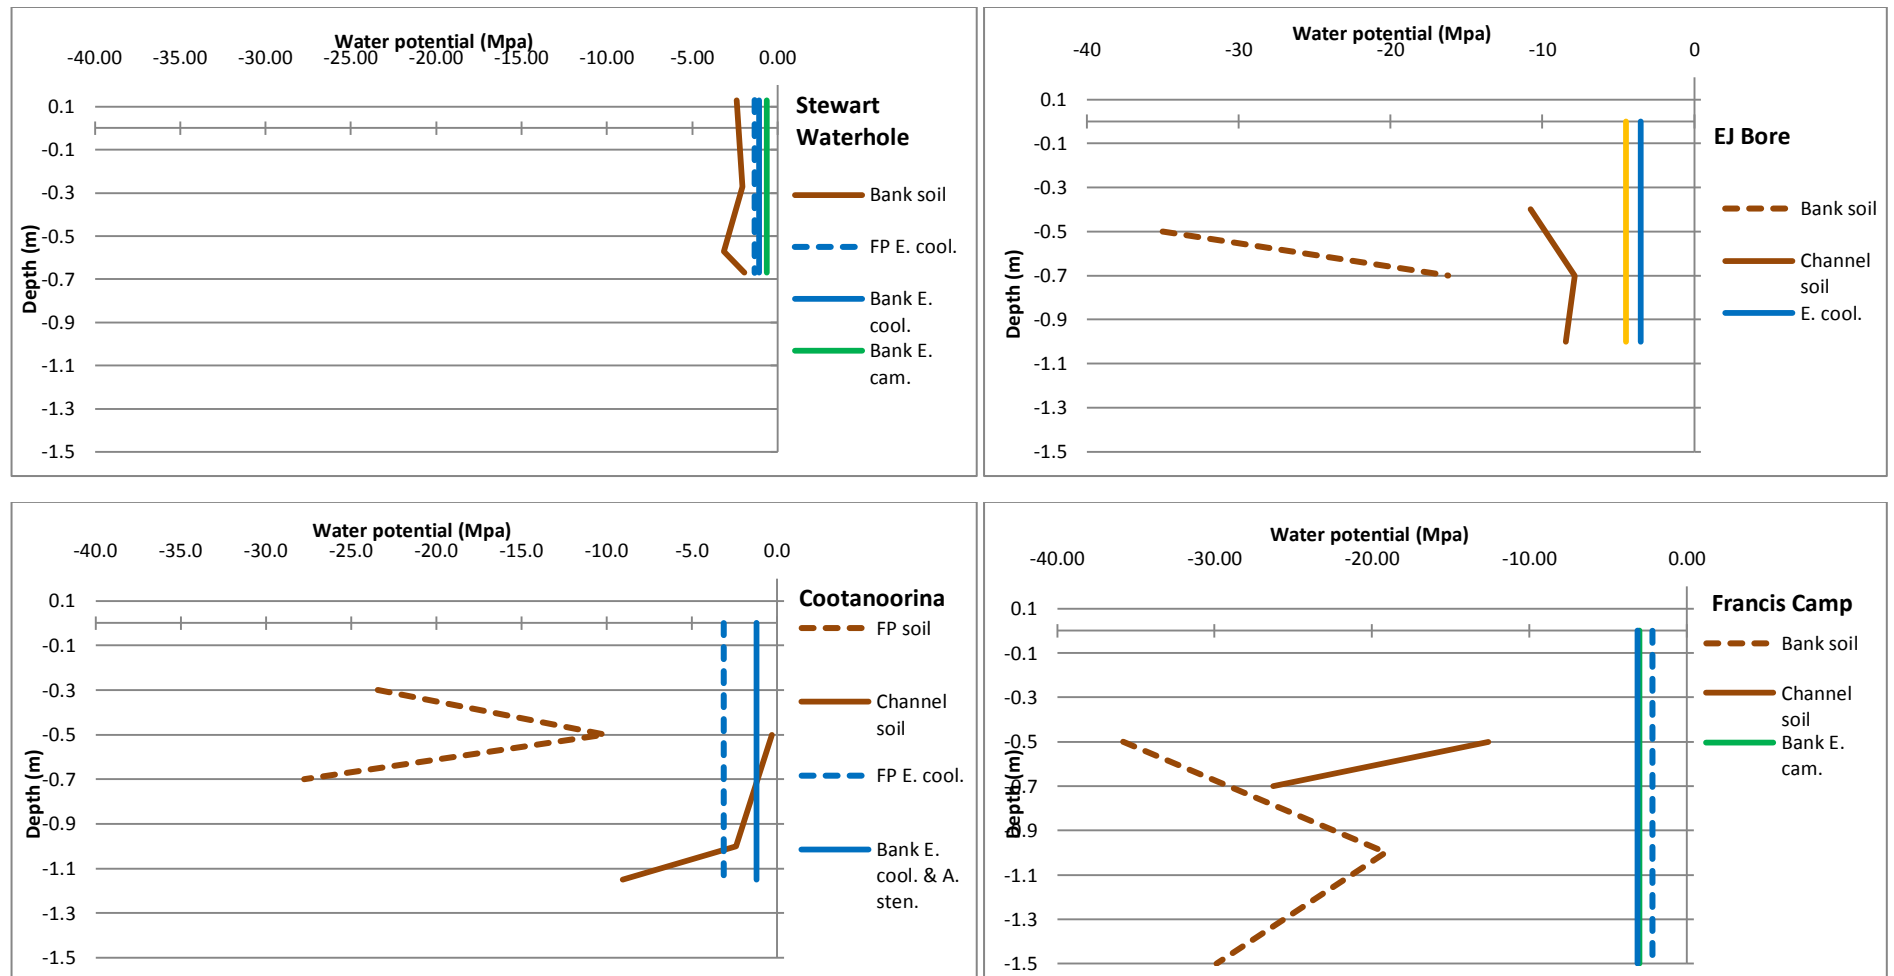 Water potential (Mpa)
-40.00 -35.00 -30.00 -25.00 -20.00 -15.00 -10.00 -5.00 0.00
Depth (m)
0.1
-0.1
-0.3
-0.5
-0.7
-0.9
-1.1
-1.3
-1.5
Stewart
Waterhole
Bank soil
FP E. cool.
Bank E.
cool.
Bank E.
cam.
Water potential (Mpa)
-40 -30 -20 -10 0
Depth (m)
0.1
-0.1
-0.3
-0.5
-0.7
-0.9
-1.1
-1.3
-1.5
EJ Bore
Bank soil
Channel
soil
E. cool.
Water potential (Mpa)
-40.0 -35.0 -30.0 -25.0 -20.0 -15.0 -10.0 -5.0 0.0
Depth (m)
0.1
-0.1
-0.3
-0.5
-0.7
-0.9
-1.1
-1.3
-1.5
Cootanoorina
FP soil
Channel
soil
FP E. cool.
Bank E.
cool. & A.
sten.
Water potential (Mpa)
-40.00 -30.00 -20.00 -10.00 0.00
Depth (m)
0.1
-0.1
-0.3
-0.5
-0.7
-0.9
-1.1
-1.3
-1.5
Francis Camp
Bank soil
Channel
soil
Bank E.
cam.